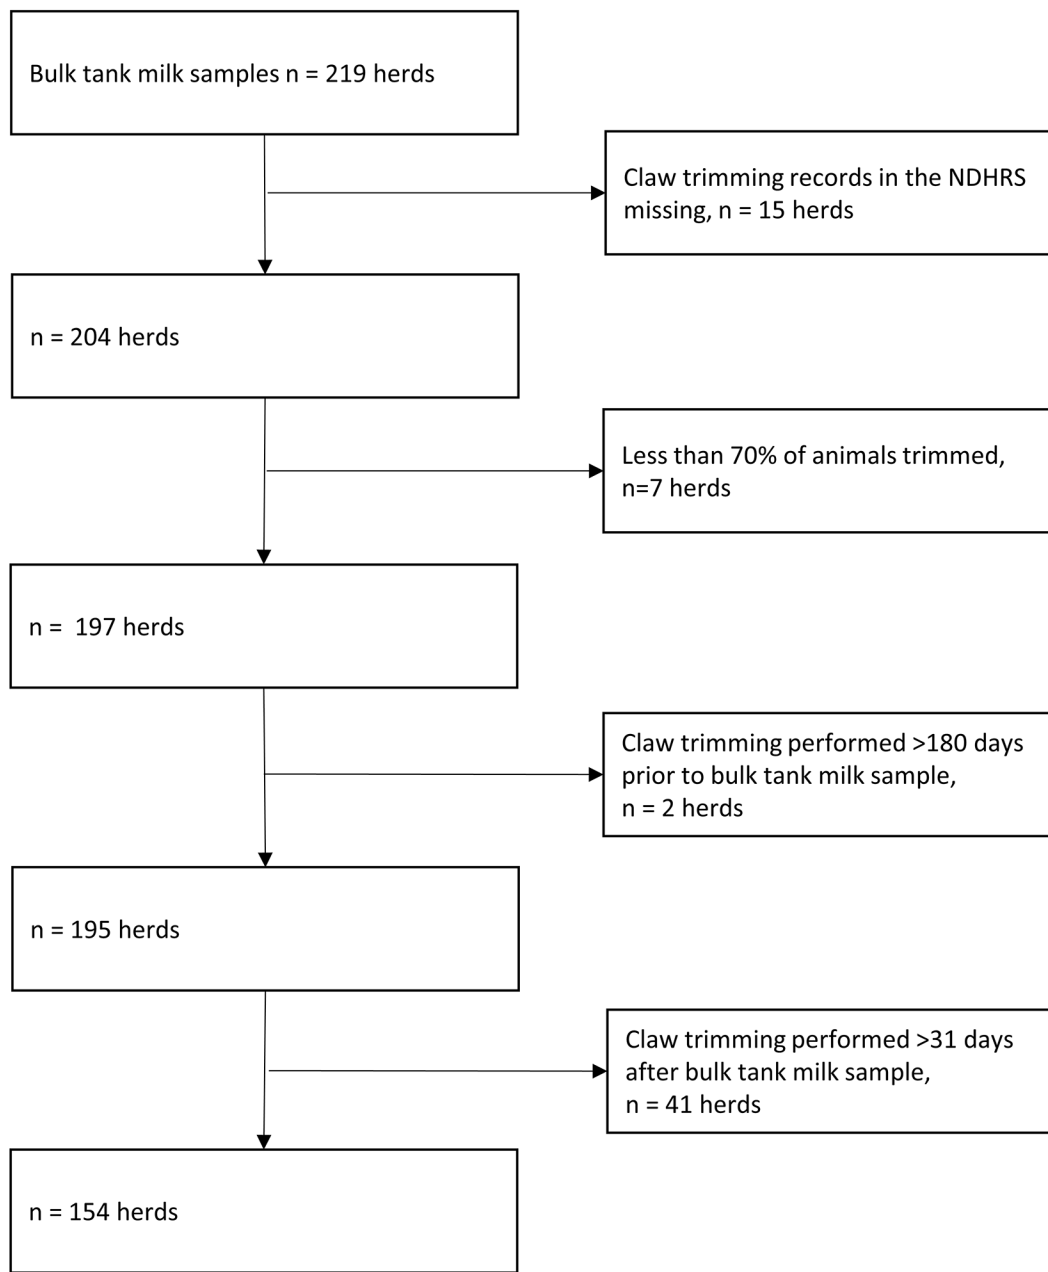 Bulk tank milk samples n = 219 herds
Claw trimming records in the NDHRS
missing, n = 15 herds
n = 204 herds
Less than 70% of animals trimmed,
n=7 herds
n =  197 herds
Claw trimming performed >180 days
prior to bulk tank milk sample,
n = 2 herds
n = 195 herds
Claw trimming performed >31 days
after bulk tank milk sample,
n = 41 herds
n = 154 herds